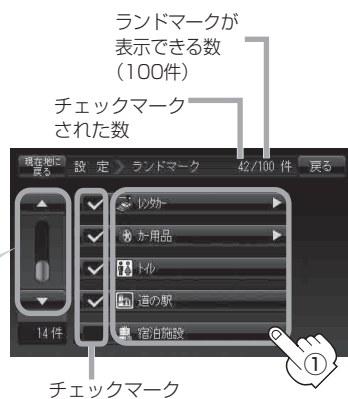 ランドマークが
表示できる数
（100件）
チェックマーク
された数
現在地に
戻る
設 定
ランドマーク
42/100 件
戻る
レンタカー
カー用品
トイレ
道の駅
宿泊施設
14件
①
チェックマーク